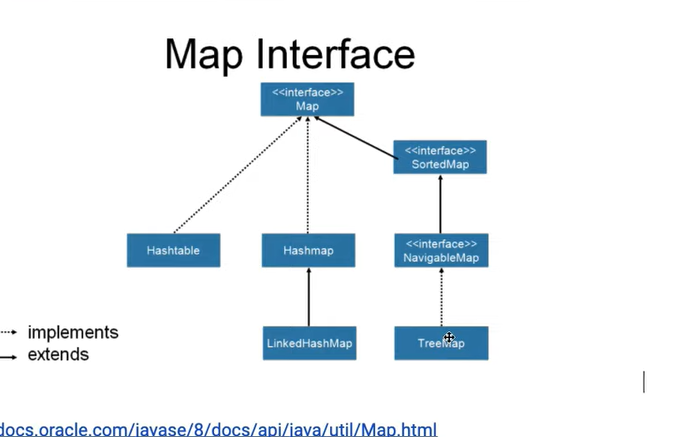 Map Interface
<<interface>>
Map
<<interface>>
SortedMap
Hashtable
Hashmap
<<interface>>
NavigableMap
implements
extends
LinkedHashMap
TreeMap
docs.oracle.com/javase/8/docs/api/java/util/Map.html